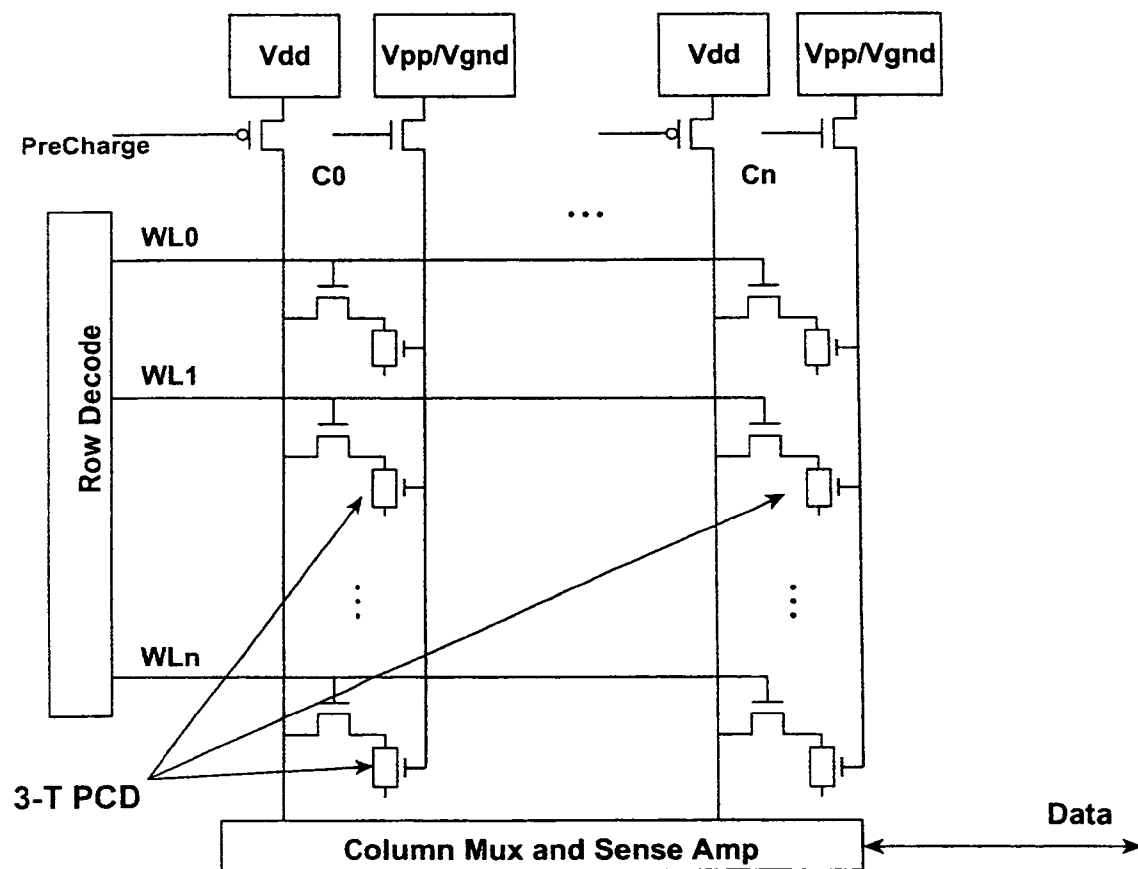 Vdd
Vpp/Vgnd
Vdd
Vpp/Vgnd
PreCharge
C0
Cn
...
WL0
Row Decode
WL1
...
...
WLn
3-T PCD
Data
Column Mux and Sense Amp